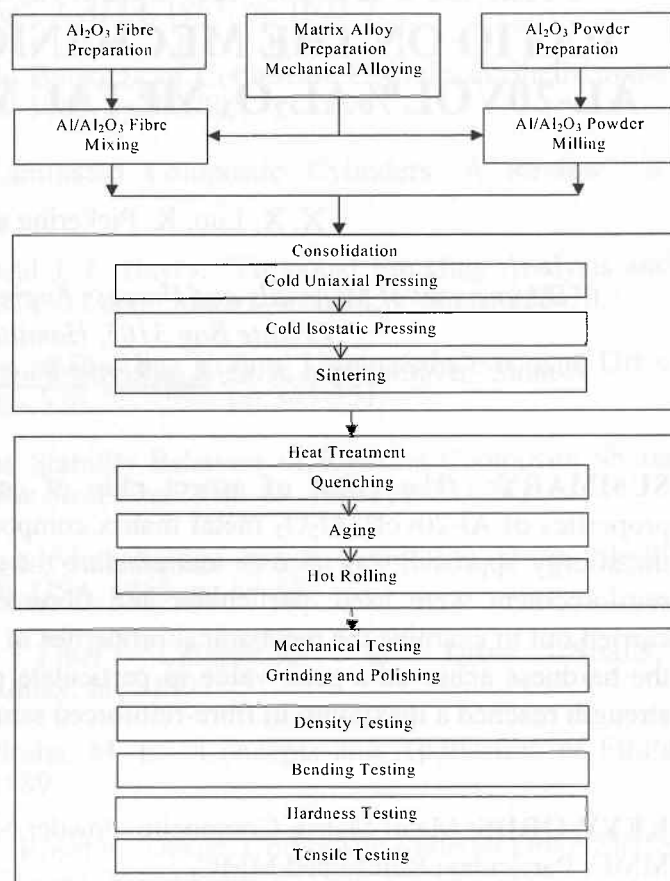 Al₂O₃ Fibre
Preparation
Matrix Alloy
Preparation
Mechanical Alloying
Al₂O₃ Powder
Preparation
Al/Al₂O₃ Fibre
Mixing
Al/Al₂O₃ Powder
Milling
Consolidation
Cold Uniaxial Pressing
Cold Isostatic Pressing
Sintering
Heat Treatment
Quenching
Aging
Hot Rolling
Mechanical Testing
Grinding and Polishing
Density Testing
Bending Testing
Hardness Testing
Tensile Testing